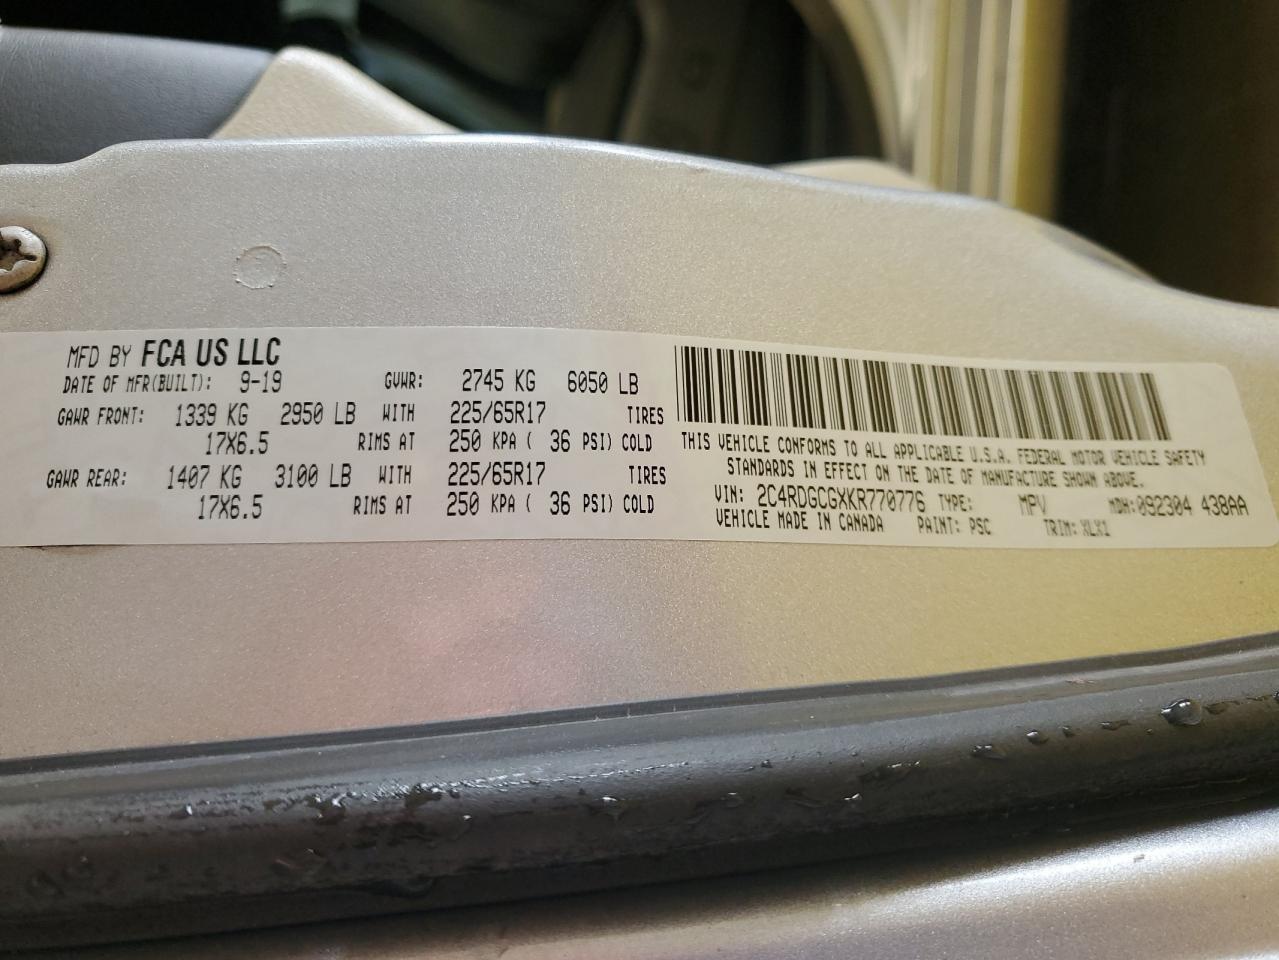 MFD BY FCA US LLC
DATE OF MFR(BUILT): 9-19 GVWR: 2745 KG 6050 LB
GAWR FRONT: 1339 KG 2950 LB WITH 225/65R17 TIRES
17X6.5 RIMS AT 250 KPA ( 36 PSI) COLD
GAWR REAR: 1407 KG 3100 LB WITH 225/65R17 TIRES
17X6.5 RIMS AT 250 KPA ( 36 PSI) COLD
THIS VEHICLE CONFORMS TO ALL APPLICABLE U.S.A. FEDERAL MOTOR VEHICLE SAFETY
STANDARDS IN EFFECT ON THE DATE OF MANUFACTURE SHOWN ABOVE.
VIN: 2C4RDGCGXKR770776 TYPE: MPV MDH:092304 438AA
VEHICLE MADE IN CANADA PAINT: PSC TRIM: